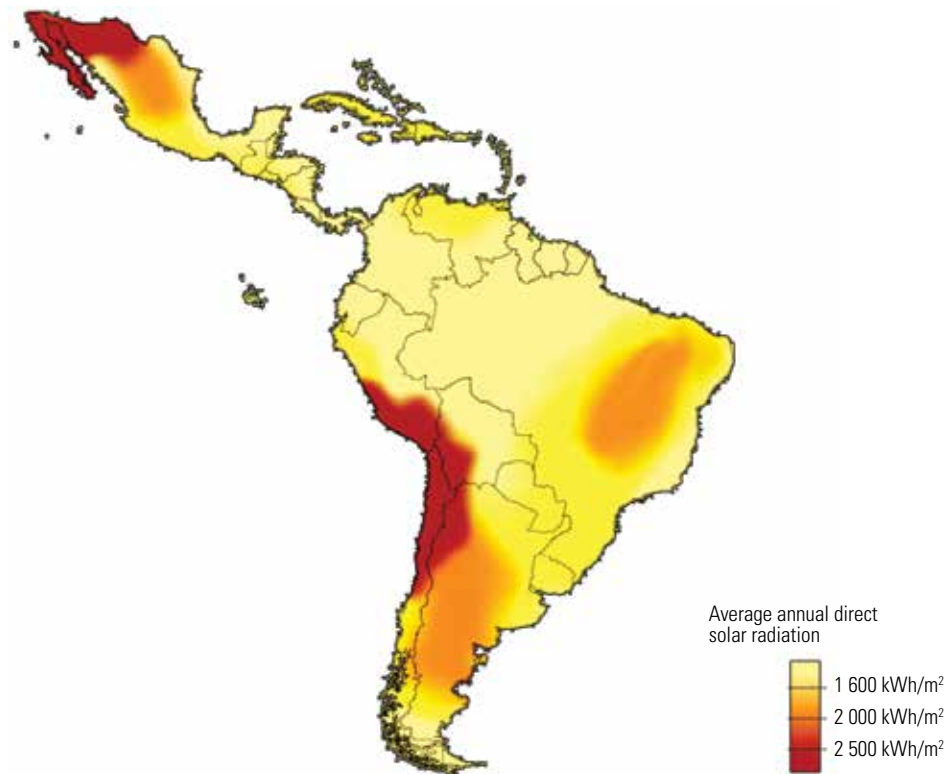 Average annual direct
solar radiation
1 600 kWh/m²
2 000 kWh/m²
2 500 kWh/m²